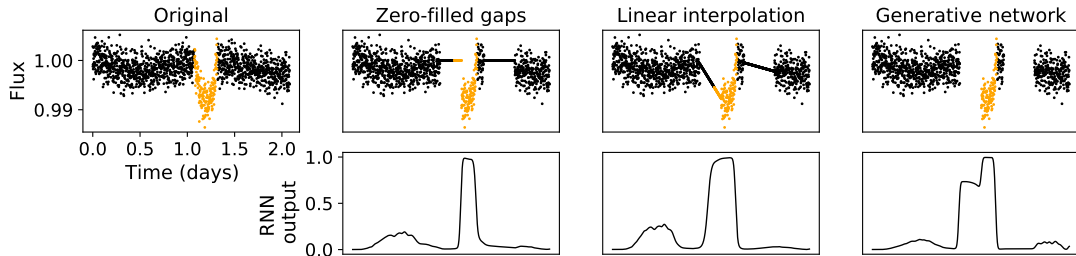 Original
Zero-filled gaps
Linear interpolation
Generative network
Flux
1.00
0.99
0.0
0.5
1.0
1.5
2.0
Time (days)
RNN
output
1.0
0.5
0.0